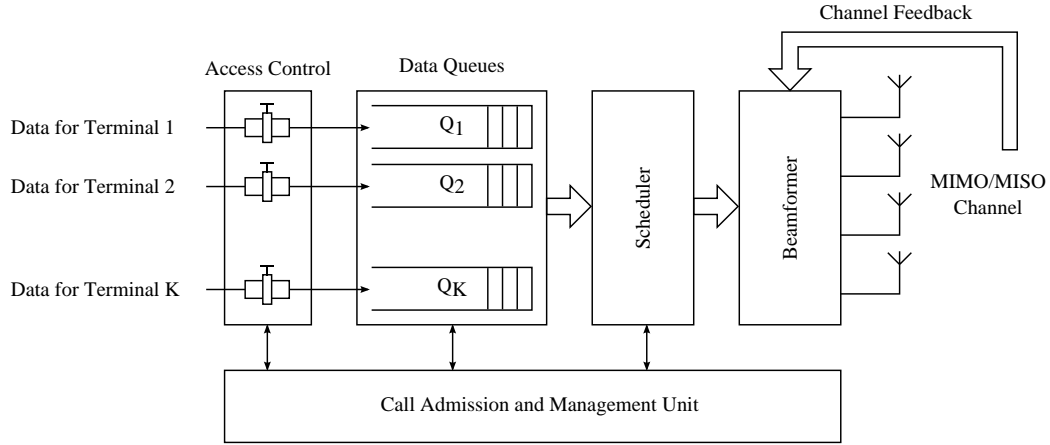 Channel Feedback
Access Control
Data Queues
Data for Terminal 1
Q1
Data for Terminal 2
Q2
Data for Terminal K
QK
Scheduler
Beamformer
MIMO/MISO
Channel
Call Admission and Management Unit